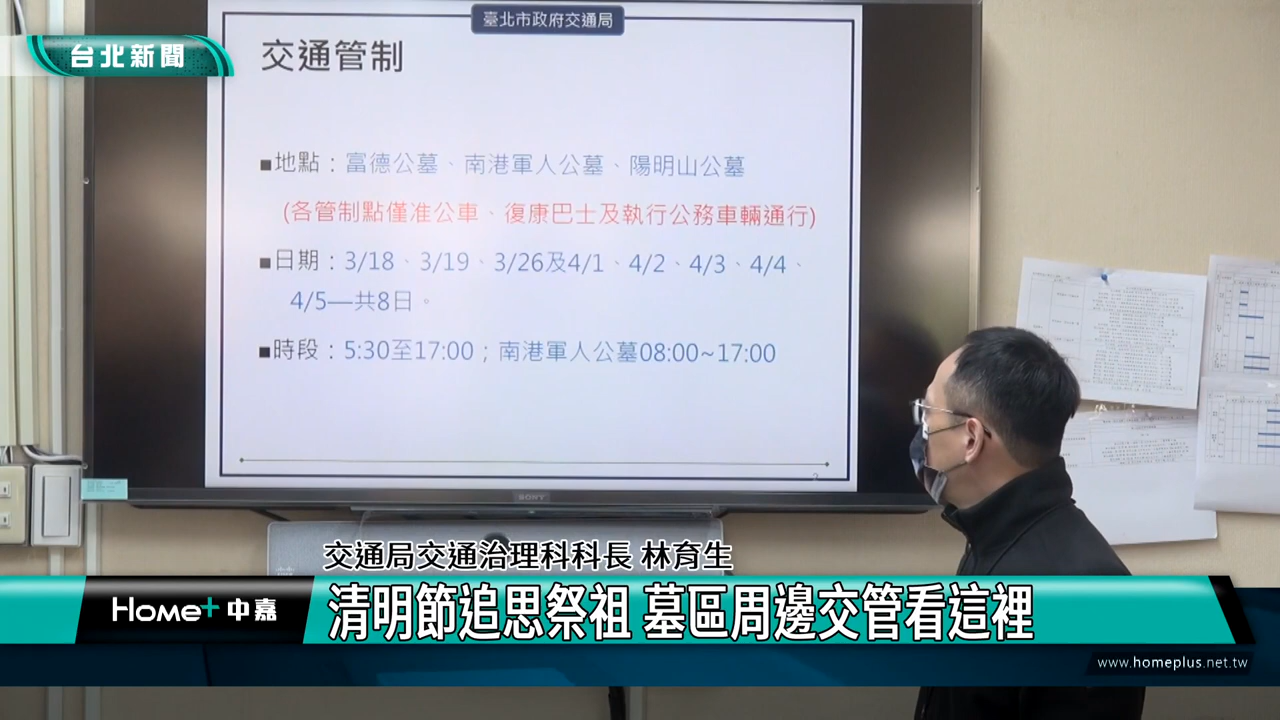 臺北市政府交通局
台北新聞
交通管制
■地點：富德公墓、南港軍人公墓、陽明山公墓
(各管制點僅准公車、復康巴士及執行公務車輛通行)
■日期：3/18、3/19、3/26及4/1、4/2、4/3、4/4、
4/5—共8日。
■時段：5:30至17:00；南港軍人公墓08:00~17:00
SONY
交通局交通治理科科長 林育生
Home+ 中嘉
清明節追思祭祖 墓區周邊交管看這裡
www.homeplus.net.tw